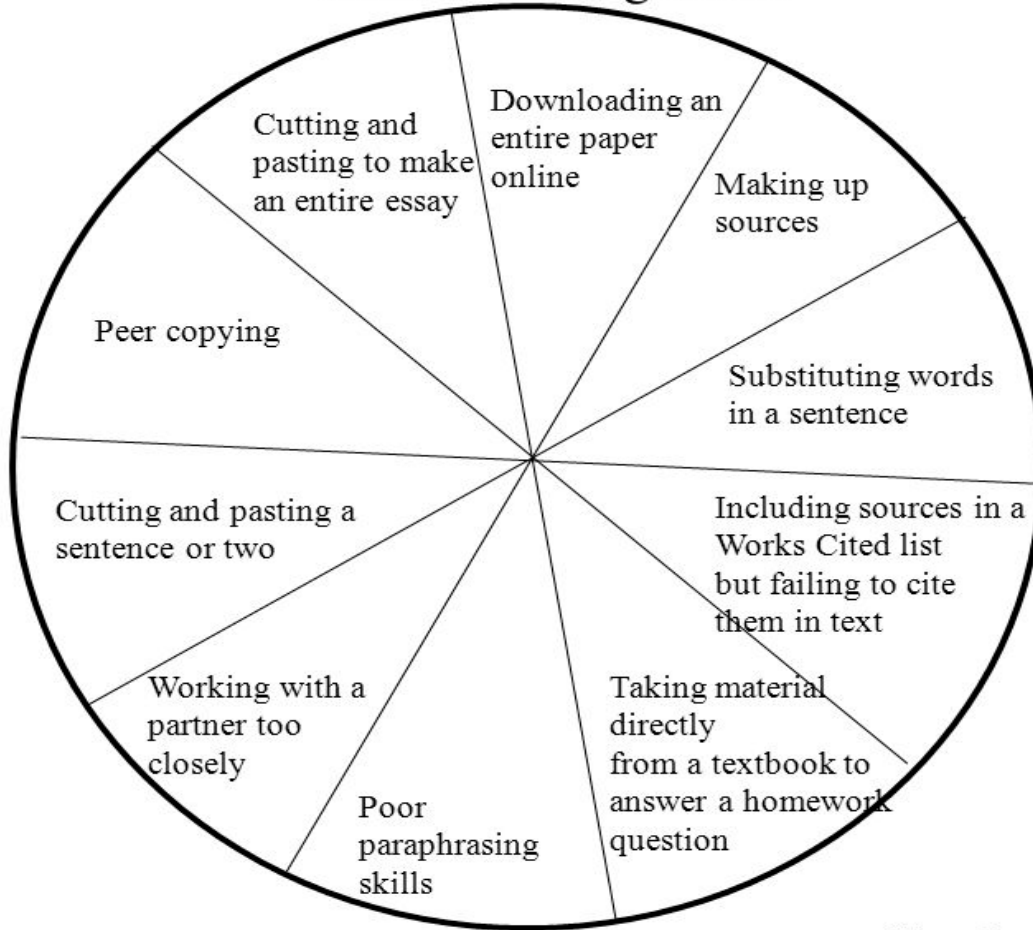 Downloading an
entire paper
online
Making up
sources
Substituting words
in a sentence
Including sources in a
Works Cited list
but failing to cite
them in text
Taking material
directly
from a textbook to
answer a homework
question
Poor
paraphrasing
skills
Working with a
partner too
closely
Cutting and pasting a
sentence or two
Peer copying
Cutting and
pasting to make
an entire essay